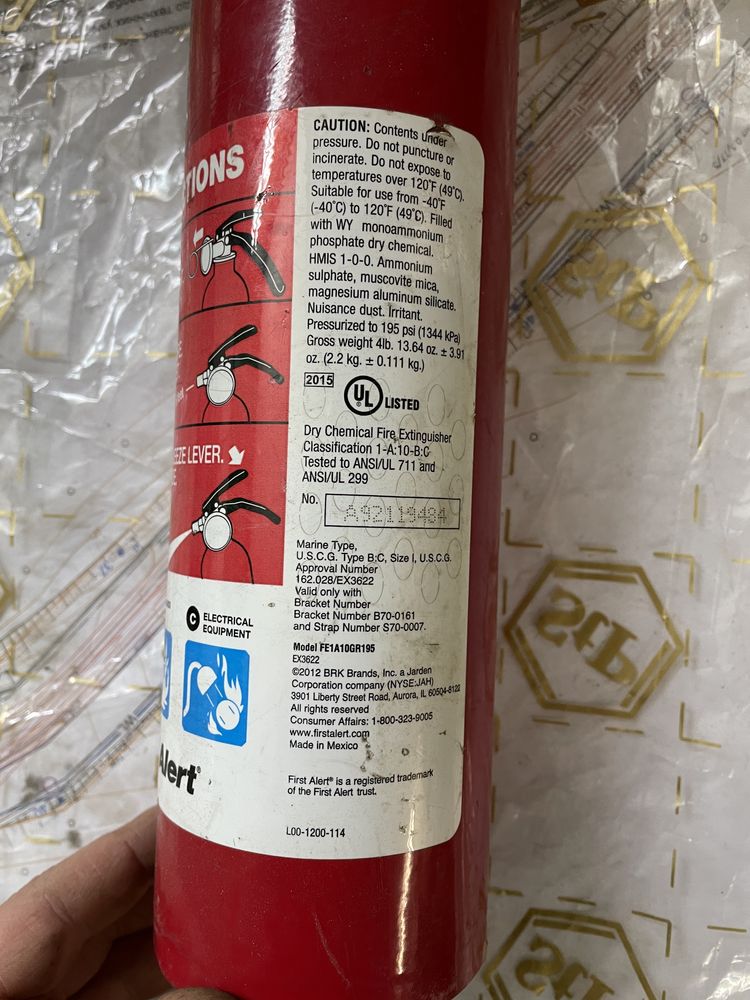 TIONS
EEZE LEVER.
C ELECTRICAL
EQUIPMENT
Alert®
CAUTION: Contents under
pressure. Do not puncture or
incinerate. Do not expose to
temperatures over 120°F (49°C).
Suitable for use from -40°F
(-40°C) to 120°F (49°C). Filled
with WY monoammonium
phosphate dry chemical.
HMIS 1-0-0. Ammonium
sulphate, muscovite mica,
magnesium aluminum silicate.
Nuisance dust. Irritant.
Pressurized to 195 psi (1344 kPa)
Gross weight 4lb. 13.64 oz. ± 3.91
oz. (2.2 kg. ± 0.111 kg.)
2015
UL LISTED
Dry Chemical Fire Extinguisher
Classification 1-A:10-B:C
Tested to ANSI/UL 711 and
ANSI/UL 299
No. A92119484
Marine Type,
U.S.C.G. Type B:C, Size I, U.S.C.G.
Approval Number
162.028/EX3622
Valid only with
Bracket Number
Bracket Number B70-0161
and Strap Number S70-0007.
Model FE1A10GR195
EX3622
©2012 BRK Brands, Inc. a Jarden
Corporation company (NYSE:JAH)
3901 Liberty Street Road, Aurora, IL 60504-8122
All rights reserved
Consumer Affairs: 1-800-323-9005
www.firstalert.com
Made in Mexico
First Alert® is a registered trademark
of the First Alert trust.
L00-1200-114
StP
StP
StP